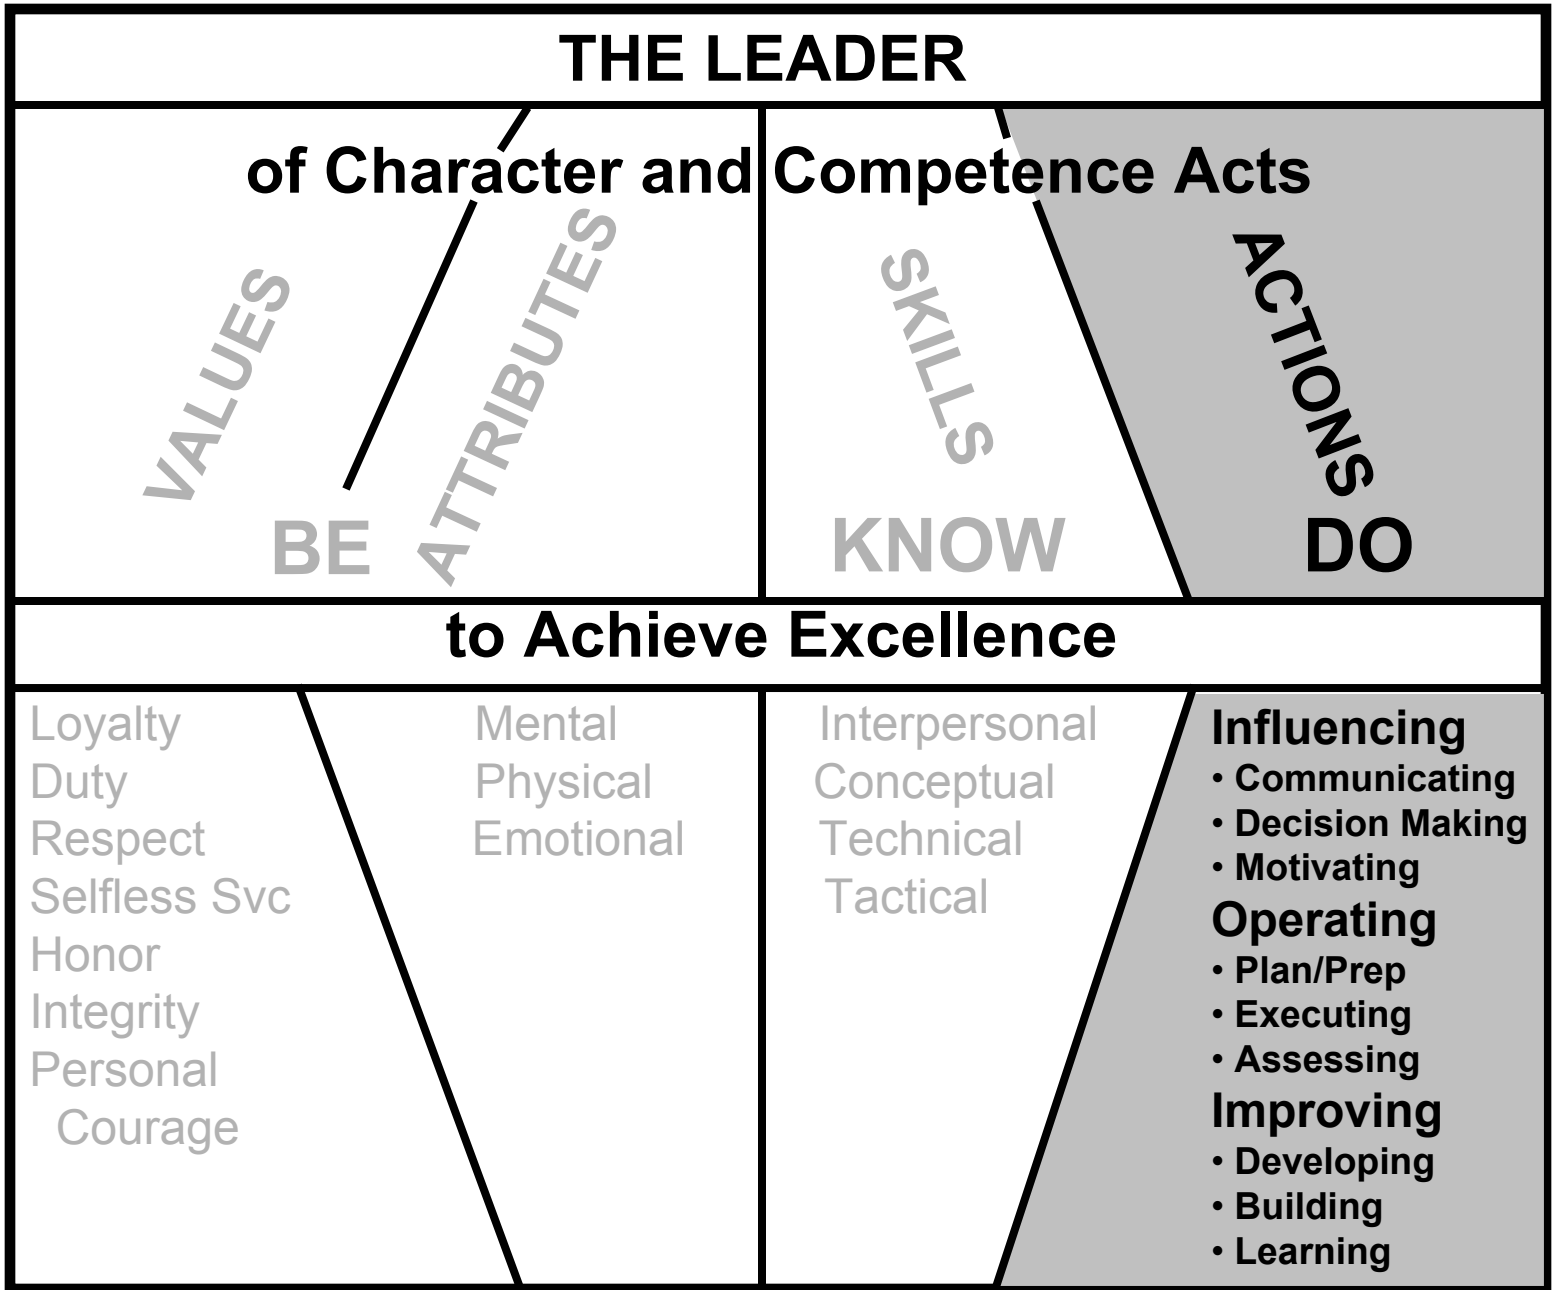 THE LEADER
of Character and Competence Acts
VALUES
ATTRIBUTES
SKILLS
ACTIONS
BE
KNOW
DO
to Achieve Excellence
Loyalty
Duty
Respect
Selfless Svc
Honor
Integrity
Personal
Courage
Mental
Physical
Emotional
Interpersonal
Conceptual
Technical
Tactical
Influencing
• Communicating
• Decision Making
• Motivating
Operating
• Plan/Prep
• Executing
• Assessing
Improving
• Developing
• Building
• Learning